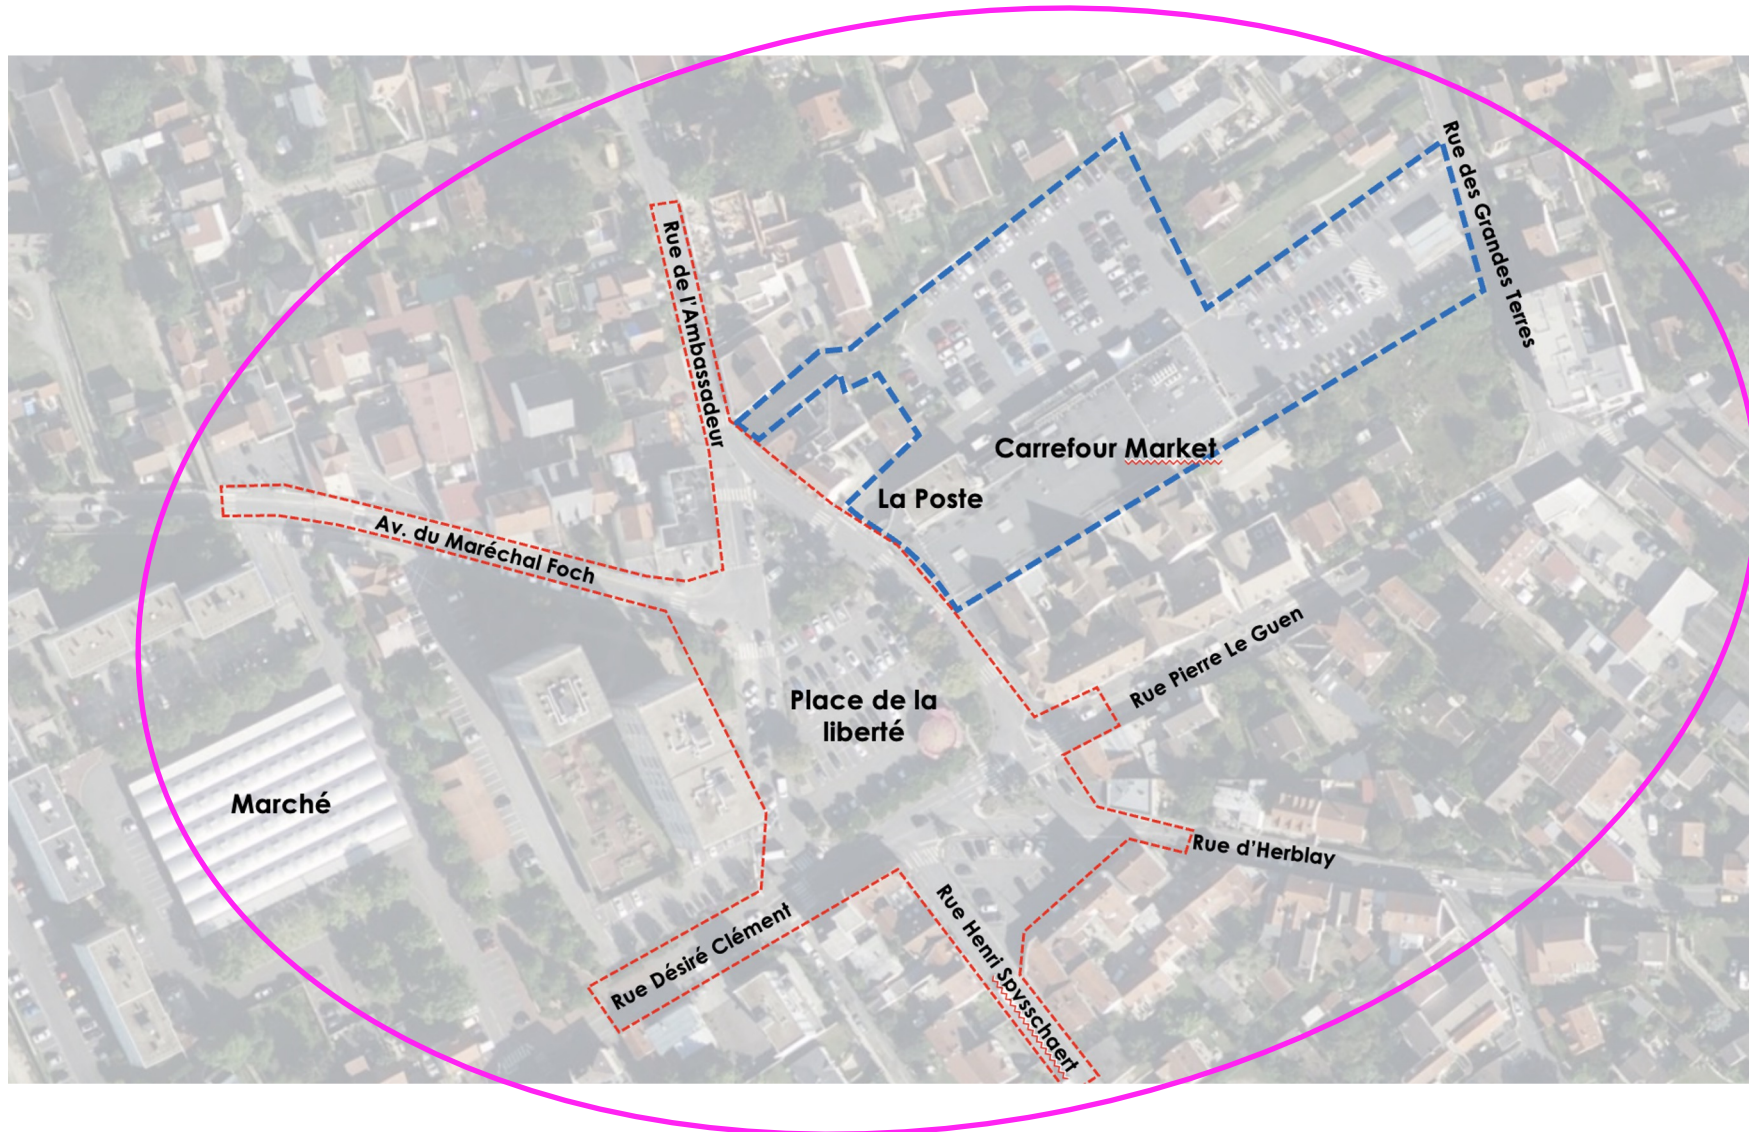 Rue des Grandes Terres
Rue de l'Ambassadeur
Carrefour Market
La Poste
Av. du Maréchal Foch
Rue Pierre Le Guen
Place de la
liberté
Marché
Rue d'Herblay
Rue Désiré Clément
Rue Henri Spysschaert